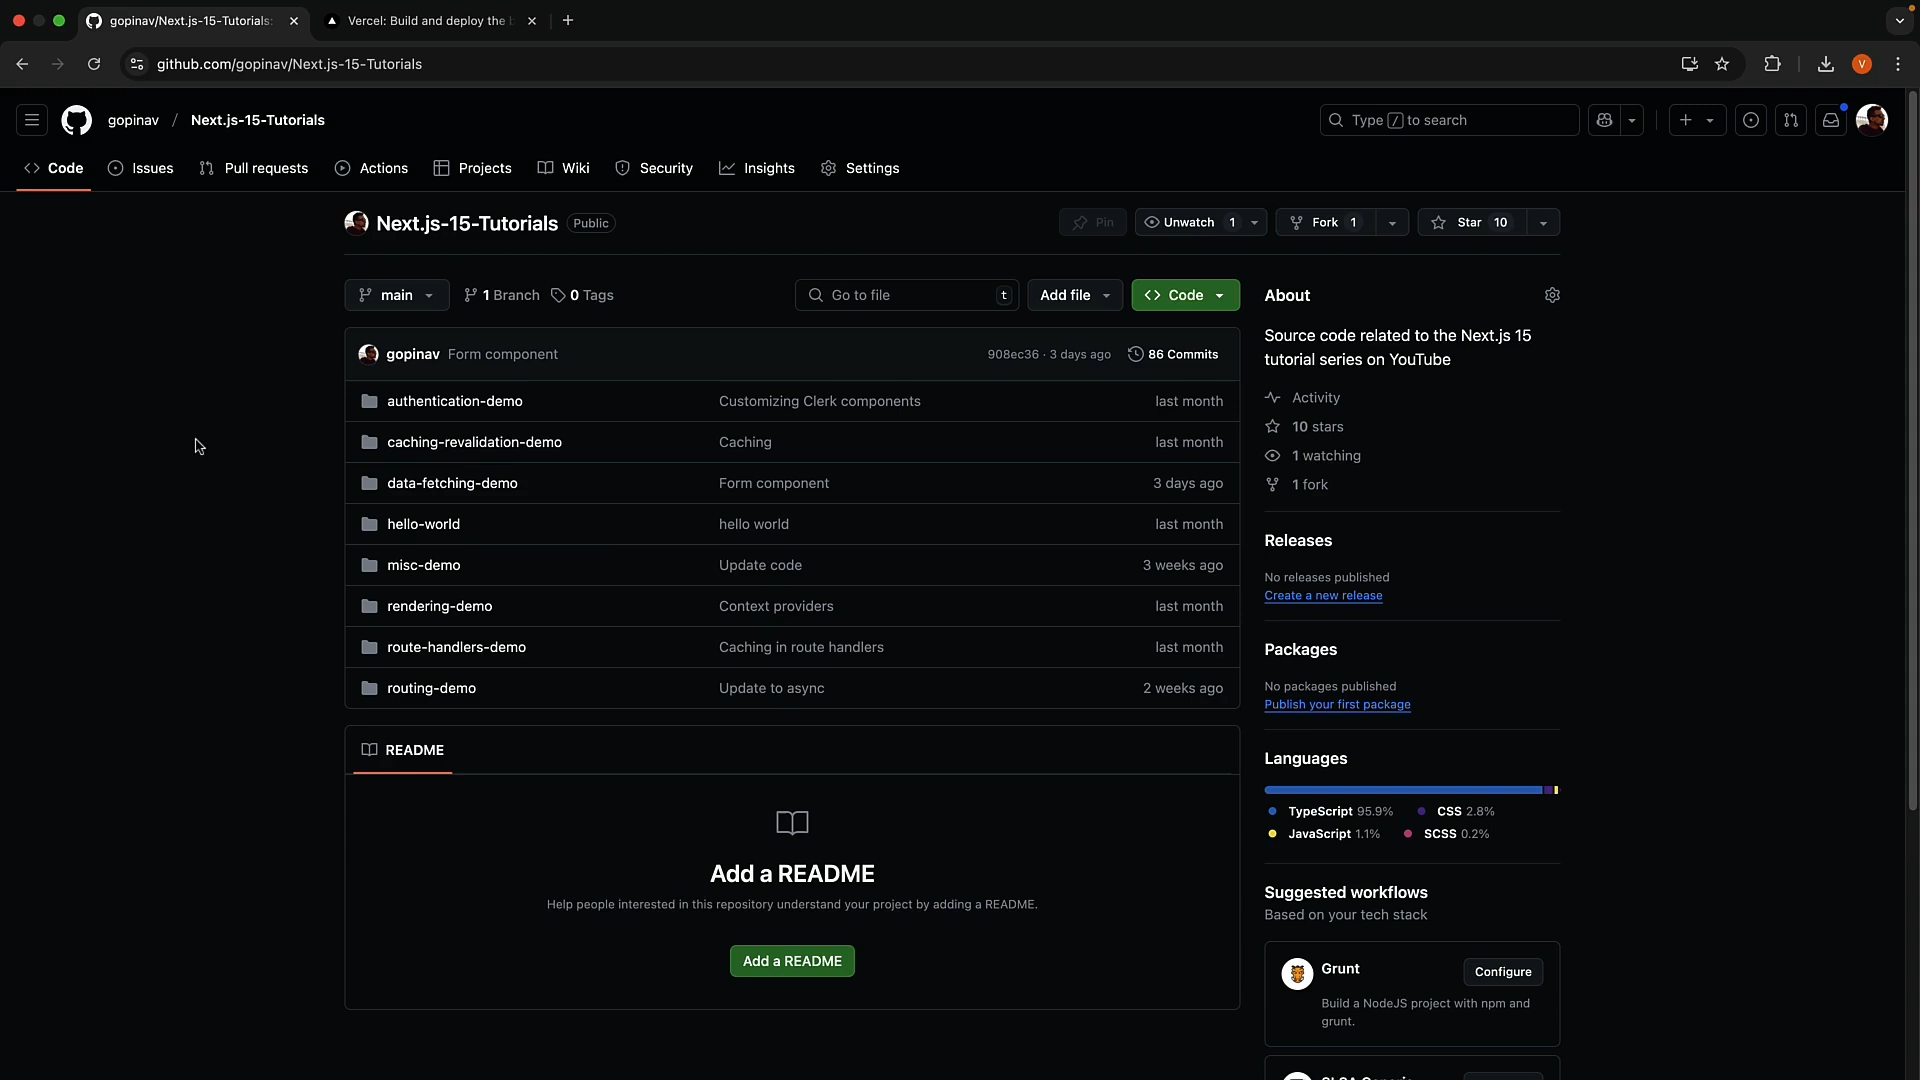 gopinav/Next.js-15-Tutorials:
Vercel: Build and deploy the b
github.com/gopinav/Next.js-15-Tutorials
V
gopinav / Next.js-15-Tutorials
Type / to search
Code
Issues
Pull requests
Actions
Projects
Wiki
Security
Insights
Settings
Next.js-15-Tutorials
Public
Pin
Unwatch 1
Fork 1
Star 10
main
1 Branch
0 Tags
Go to file
t
Add file
Code
gopinav Form component
908ec36 · 3 days ago
86 Commits
authentication-demo
Customizing Clerk components
last month
caching-revalidation-demo
Caching
last month
data-fetching-demo
Form component
3 days ago
hello-world
hello world
last month
misc-demo
Update code
3 weeks ago
rendering-demo
Context providers
last month
route-handlers-demo
Caching in route handlers
last month
routing-demo
Update to async
2 weeks ago
README
Add a README
Help people interested in this repository understand your project by adding a README.
Add a README
About
Source code related to the Next.js 15
tutorial series on YouTube
Activity
10 stars
1 watching
1 fork
Releases
No releases published
Create a new release
Packages
No packages published
Publish your first package
Languages
TypeScript 95.9%
CSS 2.8%
JavaScript 1.1%
SCSS 0.2%
Suggested workflows
Based on your tech stack
Grunt
Configure
Build a NodeJS project with npm and
grunt.